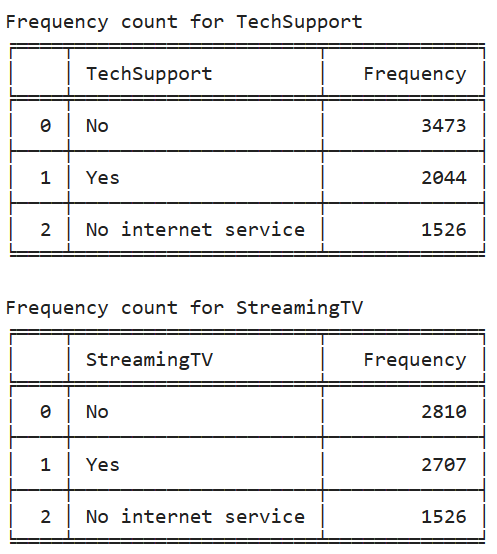 Frequency count for TechSupport
TechSupport Frequency
0 No 3473
1 Yes 2044
2 No internet service 1526
Frequency count for StreamingTV
StreamingTV Frequency
0 No 2810
1 Yes 2707
2 No internet service 1526